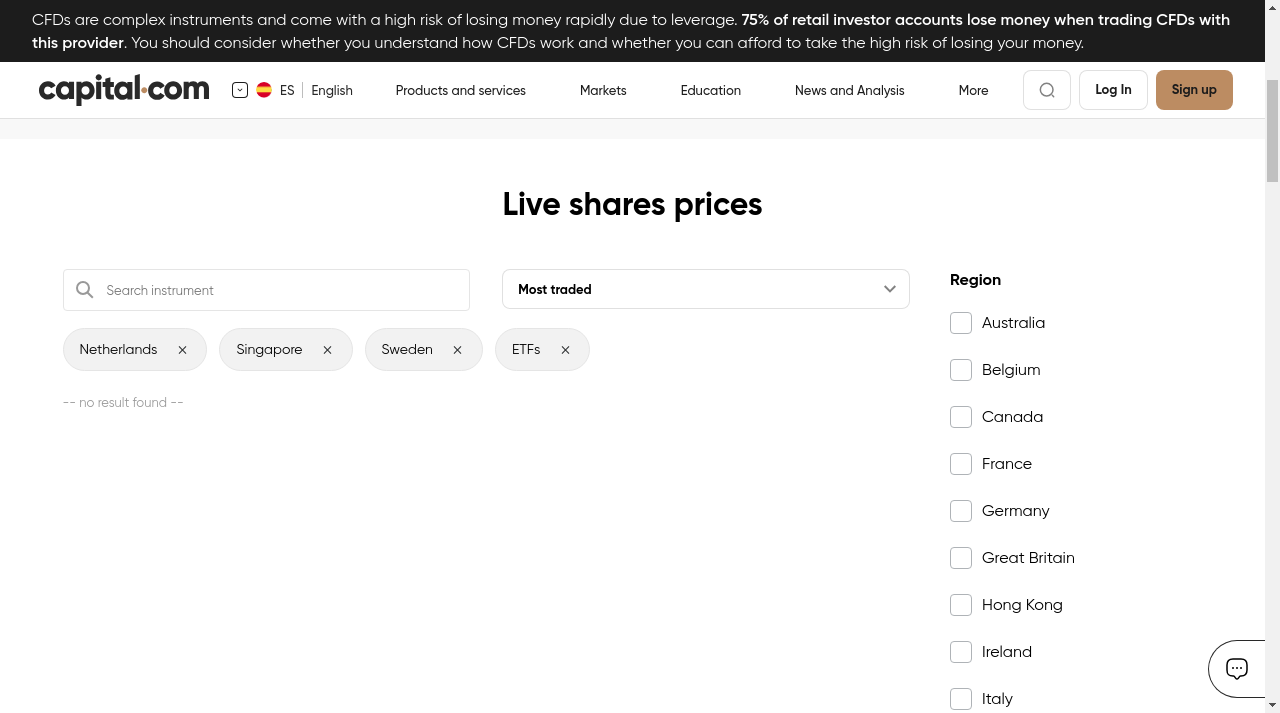 CFDs are complex instruments and come with a high risk of losing money rapidly due to leverage. 75% of retail investor accounts lose money when trading CFDs with
this provider. You should consider whether you understand how CFDs work and whether you can afford to take the high risk of losing your money.
capital.com ES English Products and services Markets Education News and Analysis More Log In Sign up
Live shares prices
Search instrument
Most traded
Netherlands Singapore Sweden ETFs
-- no result found --
Region
Australia
Belgium
Canada
France
Germany
Great Britain
Hong Kong
Ireland
Italy